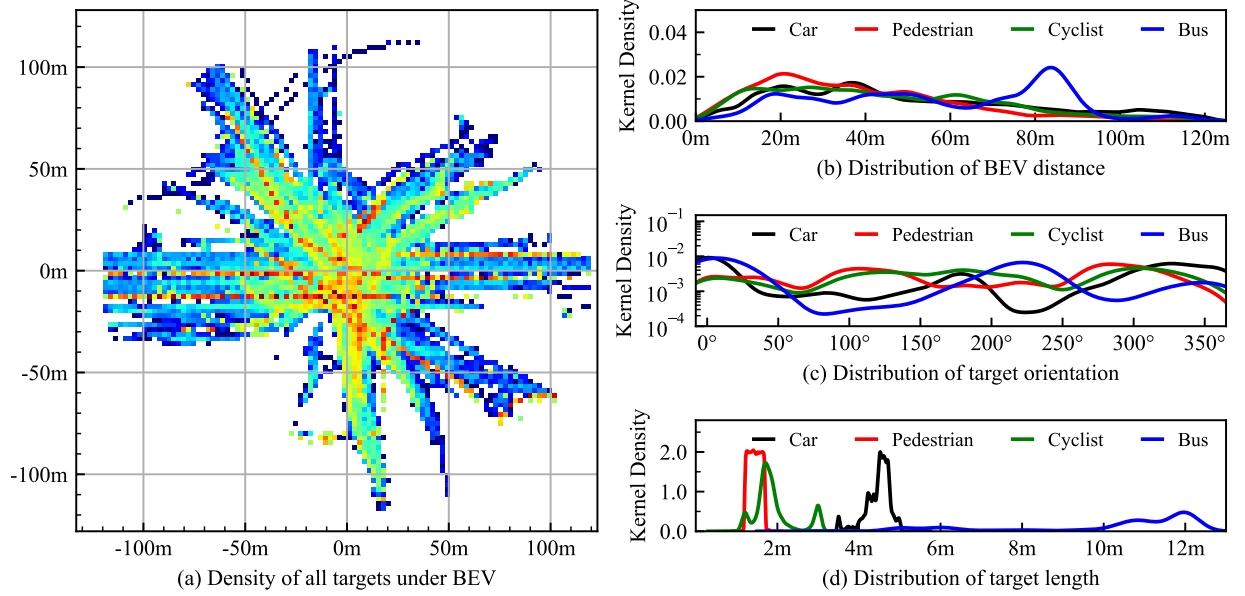 100m
50m
0m
-50m
-100m
-100m -50m 0m 50m 100m
(a) Density of all targets under BEV
Kernel Density
0.04
0.02
0.00
Car Pedestrian Cyclist Bus
0m 20m 40m 60m 80m 100m 120m
(b) Distribution of BEV distance
Kernel Density
10⁻¹
10⁻²
10⁻³
10⁻⁴
Car Pedestrian Cyclist Bus
0° 50° 100° 150° 200° 250° 300° 350°
(c) Distribution of target orientation
Kernel Density
2.0
1.0
0.0
Car Pedestrian Cyclist Bus
2m 4m 6m 8m 10m 12m
(d) Distribution of target length